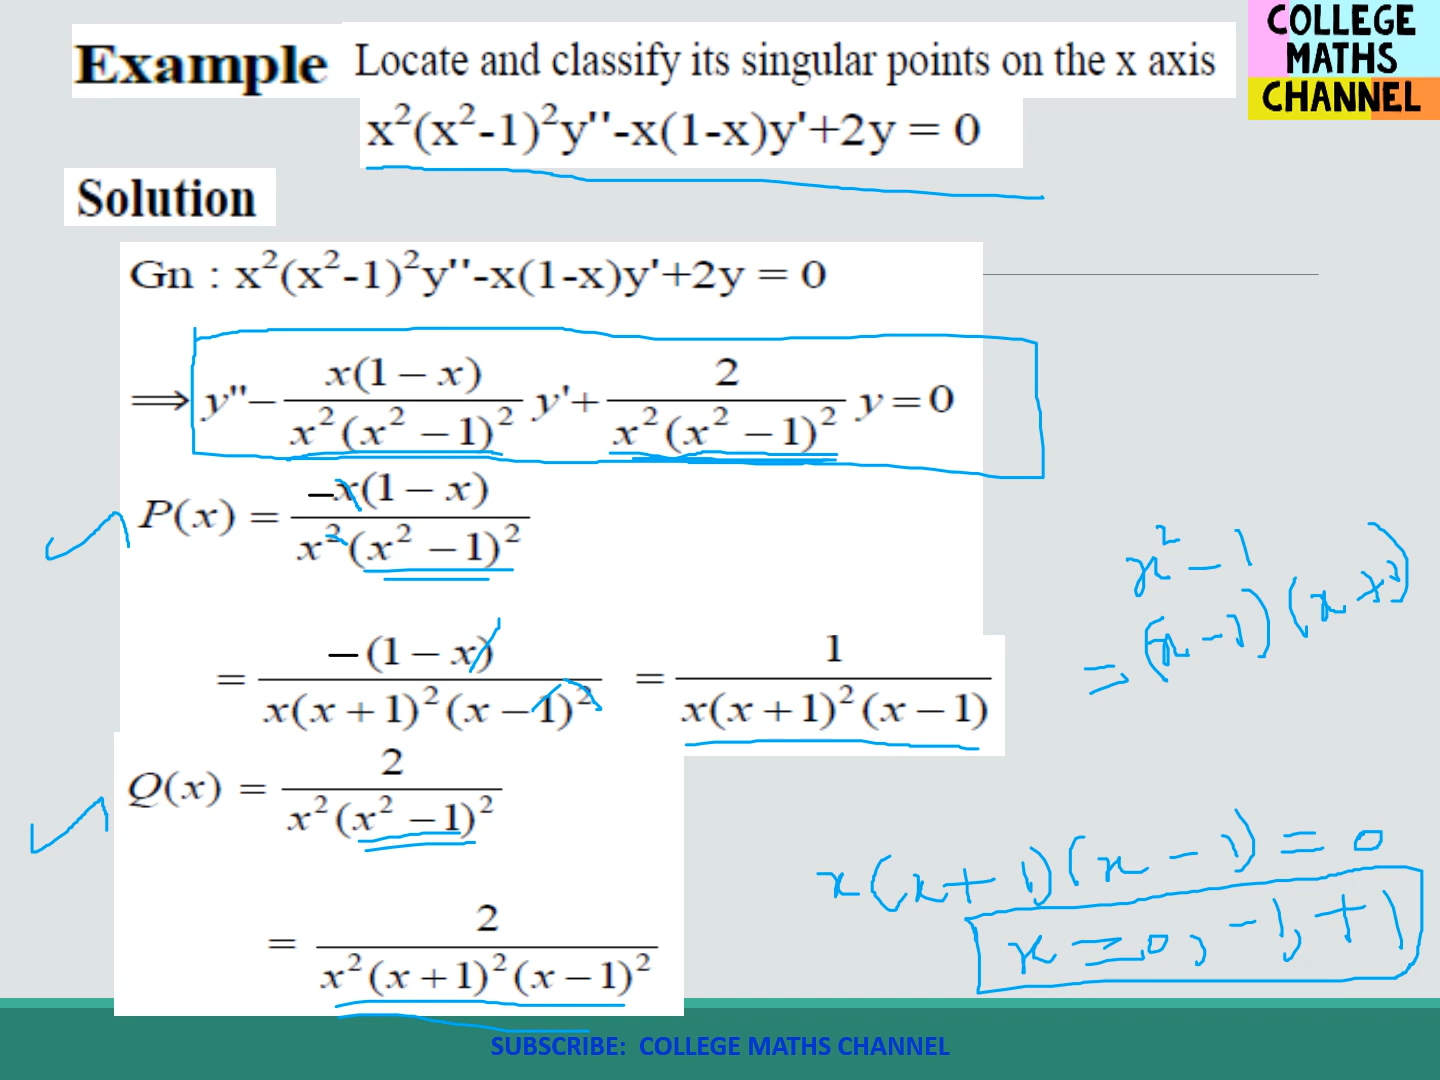 Example Locate and classify its singular points on the x axis
COLLEGE
MATHS
CHANNEL
x²(x²-1)²y''-x(1-x)y'+2y = 0
Solution
Gn : x²(x²-1)²y''-x(1-x)y'+2y = 0
⟹ y'' − x(1 − x) / x²(x² − 1)² y' + 2 / x²(x² − 1)² y = 0
P(x) = −x(1 − x) / x²(x² − 1)²
x² − 1
= (x − 1)(x + 1)
= −(1 − x) / x(x + 1)²(x − 1)² = 1 / x(x + 1)²(x − 1)
Q(x) = 2 / x²(x² − 1)²
x(x + 1)(x − 1) = 0
x = 0, −1, +1
= 2 / x²(x + 1)²(x − 1)²
SUBSCRIBE: COLLEGE MATHS CHANNEL